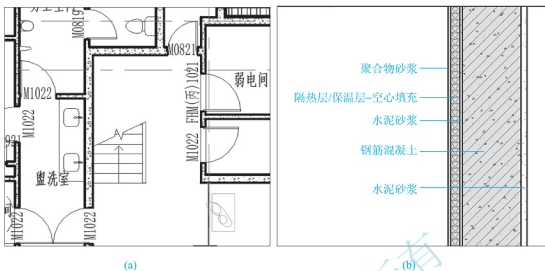 M0819
M0821
M1022
FHM(丙)1021
弱电间
M1022
M1022
盥洗室
M1022
M1022
(a)
聚合物砂浆
隔热层/保温层–空心填充
水泥砂浆
钢筋混凝土
水泥砂浆
(b)